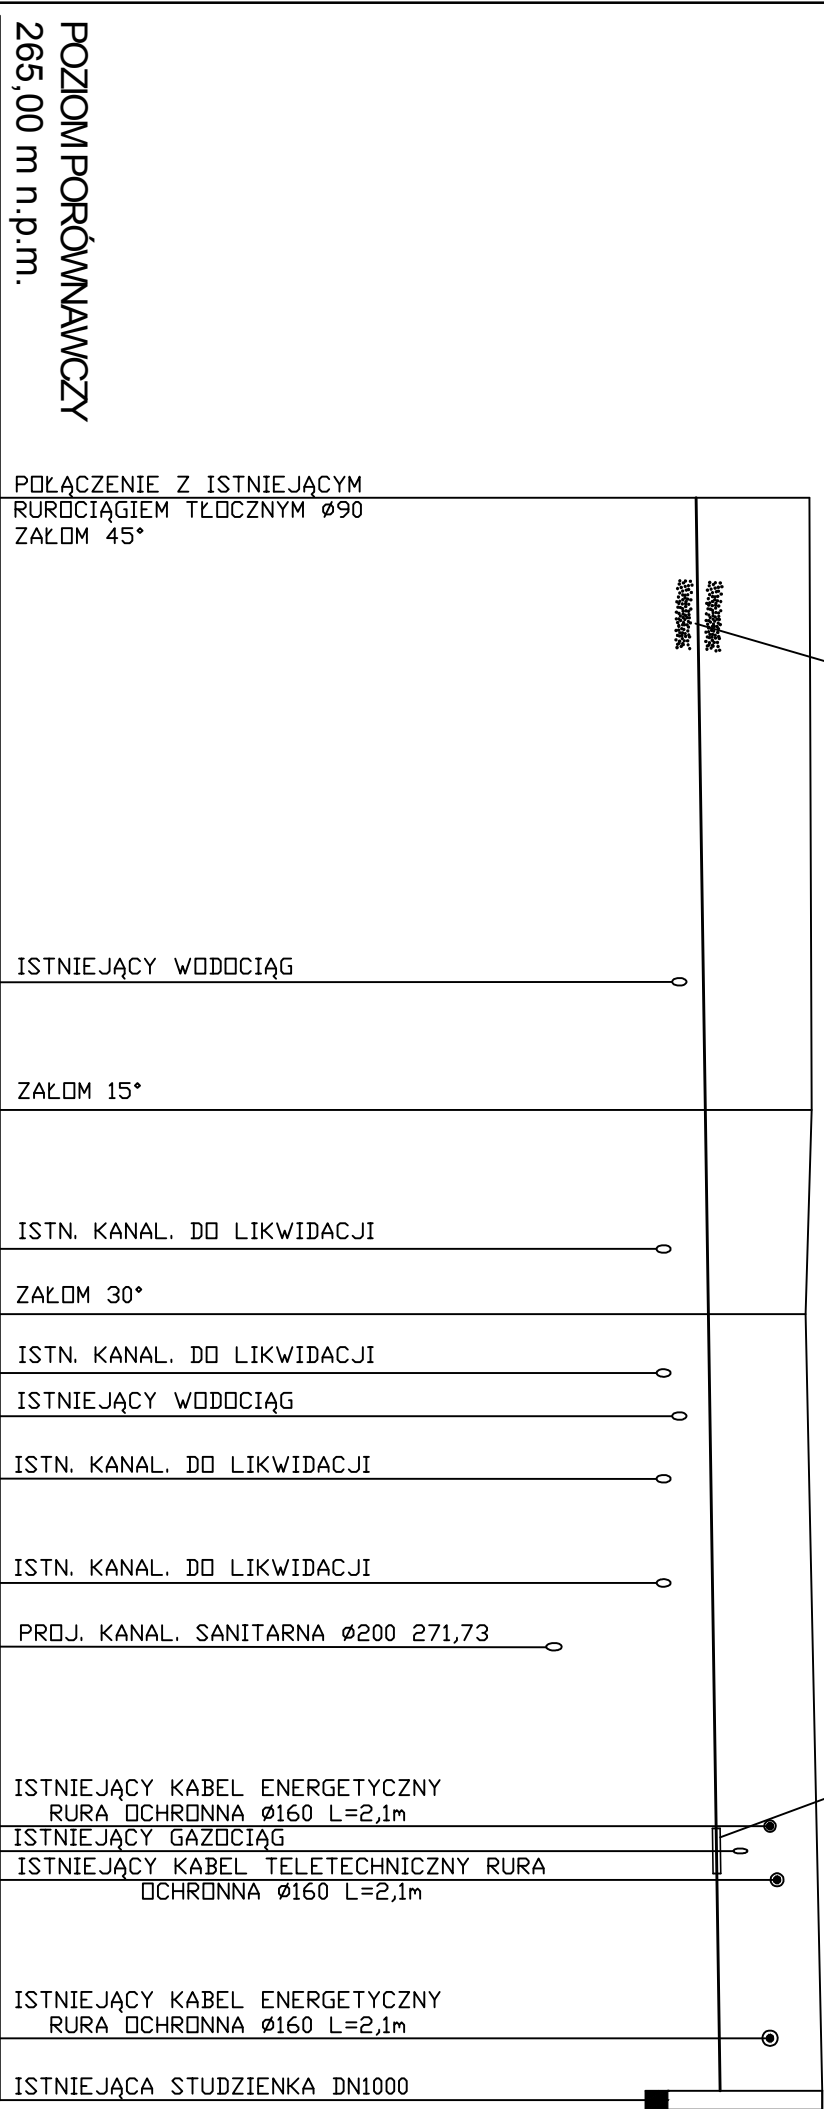 POZIOM PORÓWNAWCZY
265,00 m n.p.m.
POŁĄCZENIE Z ISTNIEJĄCYM
RUROCIĄGIEM TŁOCZNYM Ø90
ZAŁOM 45°
ISTNIEJĄCY WODOCIĄG
ZAŁOM 15°
ISTN. KANAL. DO LIKWIDACJI
ZAŁOM 30°
ISTN. KANAL. DO LIKWIDACJI
ISTNIEJĄCY WODOCIĄG
ISTN. KANAL. DO LIKWIDACJI
ISTN. KANAL. DO LIKWIDACJI
PROJ. KANAL. SANITARNA Ø200 271,73
ISTNIEJĄCY KABEL ENERGETYCZNY
RURA OCHRONNA Ø160 L=2,1m
ISTNIEJĄCY GAZOCIĄG
ISTNIEJĄCY KABEL TELETECHNICZNY RURA
OCHRONNA Ø160 L=2,1m
ISTNIEJĄCY KABEL ENERGETYCZNY
RURA OCHRONNA Ø160 L=2,1m
ISTNIEJĄCA STUDZIENKA DN1000